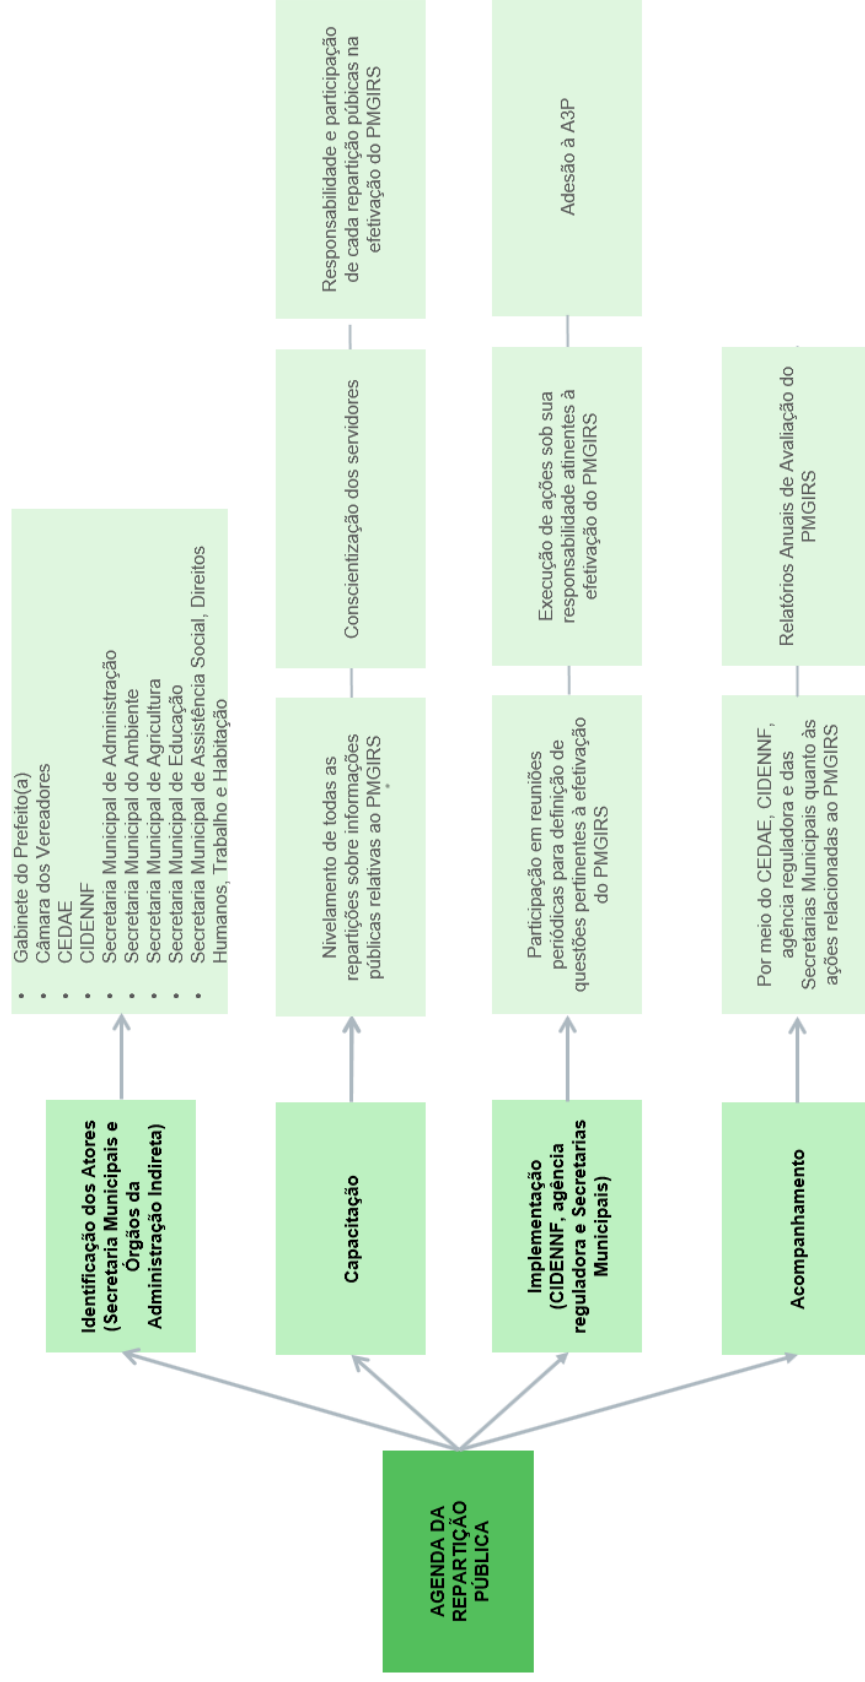 AGENDA DA
REPARTIÇÃO
PÚBLICA
Identificação dos Atores
(Secretaria Municipais e
Órgãos da
Administração Indireta)
• Gabinete do Prefeito(a)
• Câmara dos Vereadores
• CEDAE
• CIDENNF
• Secretaria Municipal de Administração
• Secretaria Municipal do Ambiente
• Secretaria Municipal de Agricultura
• Secretaria Municipal de Educação
• Secretaria Municipal de Assistência Social, Direitos
Humanos, Trabalho e Habitação
Capacitação
Nivelamento de todas as
repartições sobre informações
públicas relativas ao PMGIRS
Conscientização dos servidores
Responsabilidade e participação
de cada repartição púbicas na
efetivação do PMGIRS
Implementação
(CIDENNF, agência
reguladora e Secretarias
Municipais)
Participação em reuniões
periódicas para definição de
questões pertinentes à efetivação
do PMGIRS
Execução de ações sob sua
responsabilidade atinentes à
efetivação do PMGIRS
Adesão à A3P
Acompanhamento
Por meio do CEDAE, CIDENNF,
agência reguladora e das
Secretarias Municipais quanto às
ações relacionadas ao PMGIRS
Relatórios Anuais de Avaliação do
PMGIRS